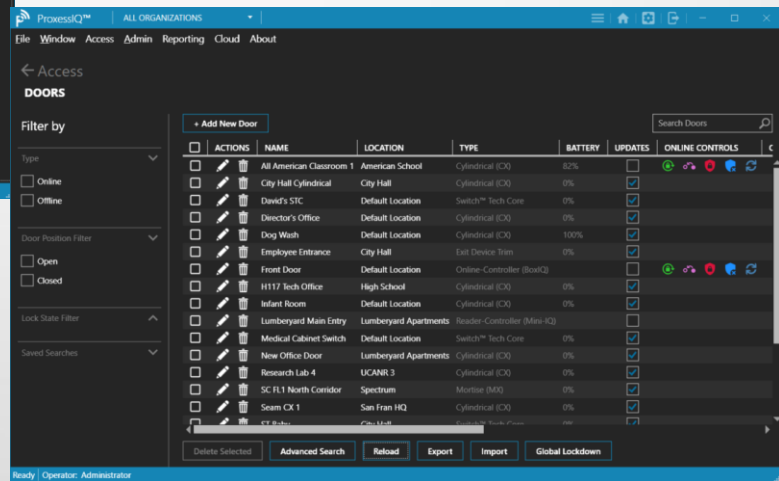 ProxessIQ™ ALL ORGANIZATIONS
File Window Access Admin Reporting Cloud About
Access
DOORS
Filter by
Type
Online
Offline
Door Position Filter
Open
Closed
Lock State Filter
Saved Searches
+ Add New Door
Search Doors
ACTIONS NAME LOCATION TYPE BATTERY UPDATES ONLINE CONTROLS C
All American Classroom 1 American School Cylindrical (CX) 82%
City Hall Cylindrical City Hall Cylindrical (CX) 0%
David's STC Default Location Switch™ Tech Core 0%
Director's Office Default Location Cylindrical (CX) 0%
Dog Wash Default Location Cylindrical (CX) 100%
Employee Entrance City Hall Exit Device Trim 0%
Front Door Default Location Online-Controller (BoxIQ)
H117 Tech Office High School Cylindrical (CX) 0%
Infant Room Default Location Cylindrical (CX) 0%
Lumberyard Main Entry Lumberyard Apartments Reader-Controller (Mini-IQ)
Medical Cabinet Switch Default Location Switch™ Tech Core 0%
New Office Door Lumberyard Apartments Cylindrical (CX) 0%
Research Lab 4 UCANR 3 Cylindrical (CX) 0%
SC FL1 North Corridor Spectrum Mortise (MX) 0%
Seam CX 1 San Fran HQ Cylindrical (CX) 0%
ST Baby City Hall Switch™ Tech Core 0%
Delete Selected Advanced Search Reload Export Import Global Lockdown
Ready Operator: Administrator